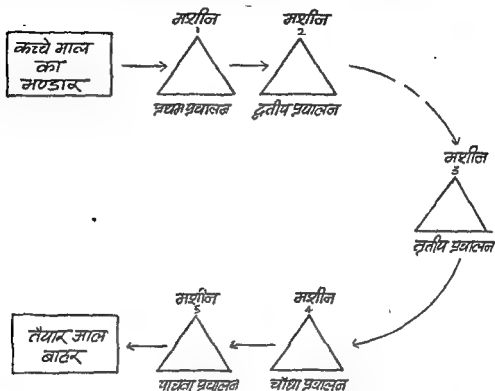 कच्चे माल
का
भण्डार
मशीन
1
प्रथम प्रचालन
मशीन
2
द्वतीय प्रचालन
मशीन
3
तृतीय प्रचालन
मशीन
4
चौथा प्रचालन
मशीन
5
पाचवा प्रचालन
तैयार माल
बाहर